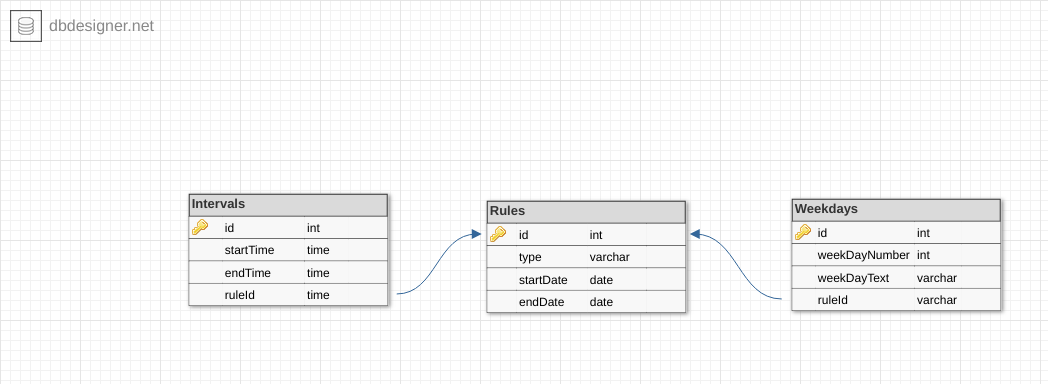 dbdesigner.net
Intervals
id int
startTime time
endTime time
ruleId time
Rules
id int
type varchar
startDate date
endDate date
Weekdays
id int
weekDayNumber int
weekDayText varchar
ruleId varchar